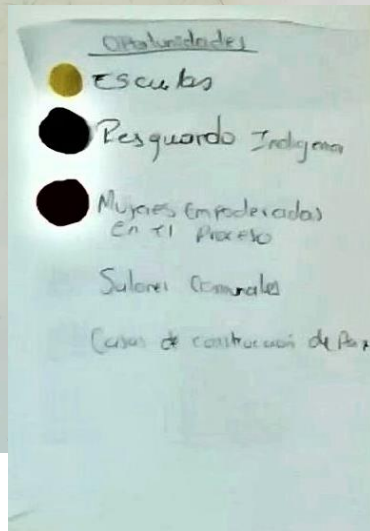 Oportunidades
Escuelas
Resguardo Indigena
Mujeres Empoderadas
En el Proceso
Salones Comunales
Casas de construcción de Paz